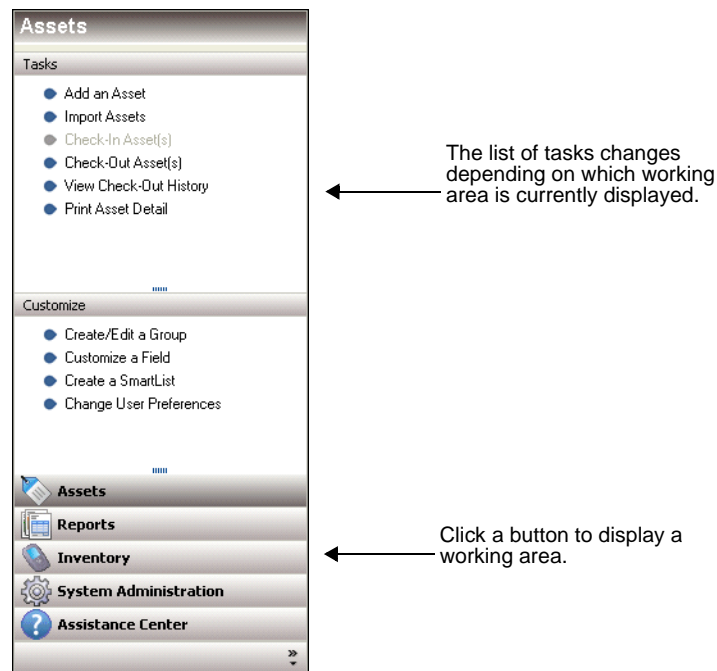 Assets
Tasks
Add an Asset
Import Assets
Check-In Asset(s)
Check-Out Asset(s)
View Check-Out History
Print Asset Detail
The list of tasks changes
depending on which working
area is currently displayed.
Customize
Create/Edit a Group
Customize a Field
Create a SmartList
Change User Preferences
Assets
Reports
Inventory
System Administration
Assistance Center
Click a button to display a
working area.